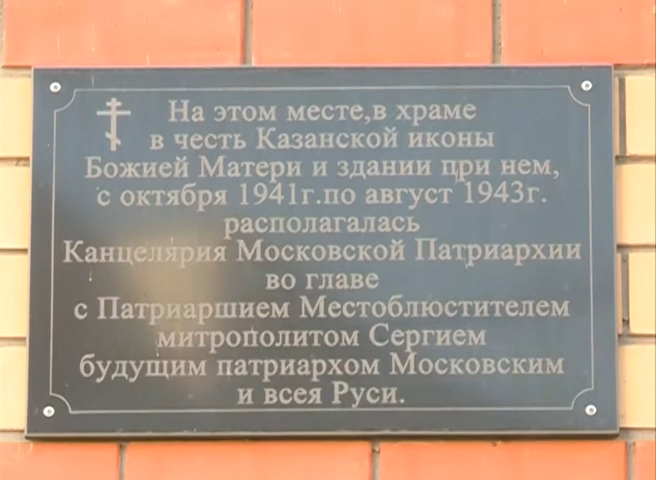 На этом месте,в храме
в честь Казанской иконы
Божией Матери и здании при нем,
с октября 1941г.по август 1943г.
располагалась
Канцелярия Московской Патриархии
во главе
с Патриаршием Местоблюстителем
митрополитом Сергием
будущим патриархом Московским
и всея Руси.